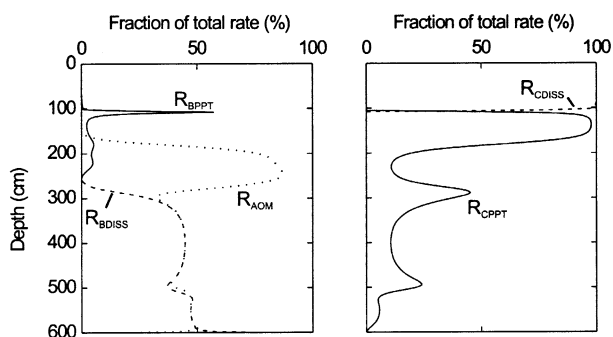 Fraction of total rate (%)
0 50 100
0
100
200
300
400
500
600
Depth (cm)
RBPPT
RAOM
RBDISS
Fraction of total rate (%)
0 50 100
RCDISS
RCPPT